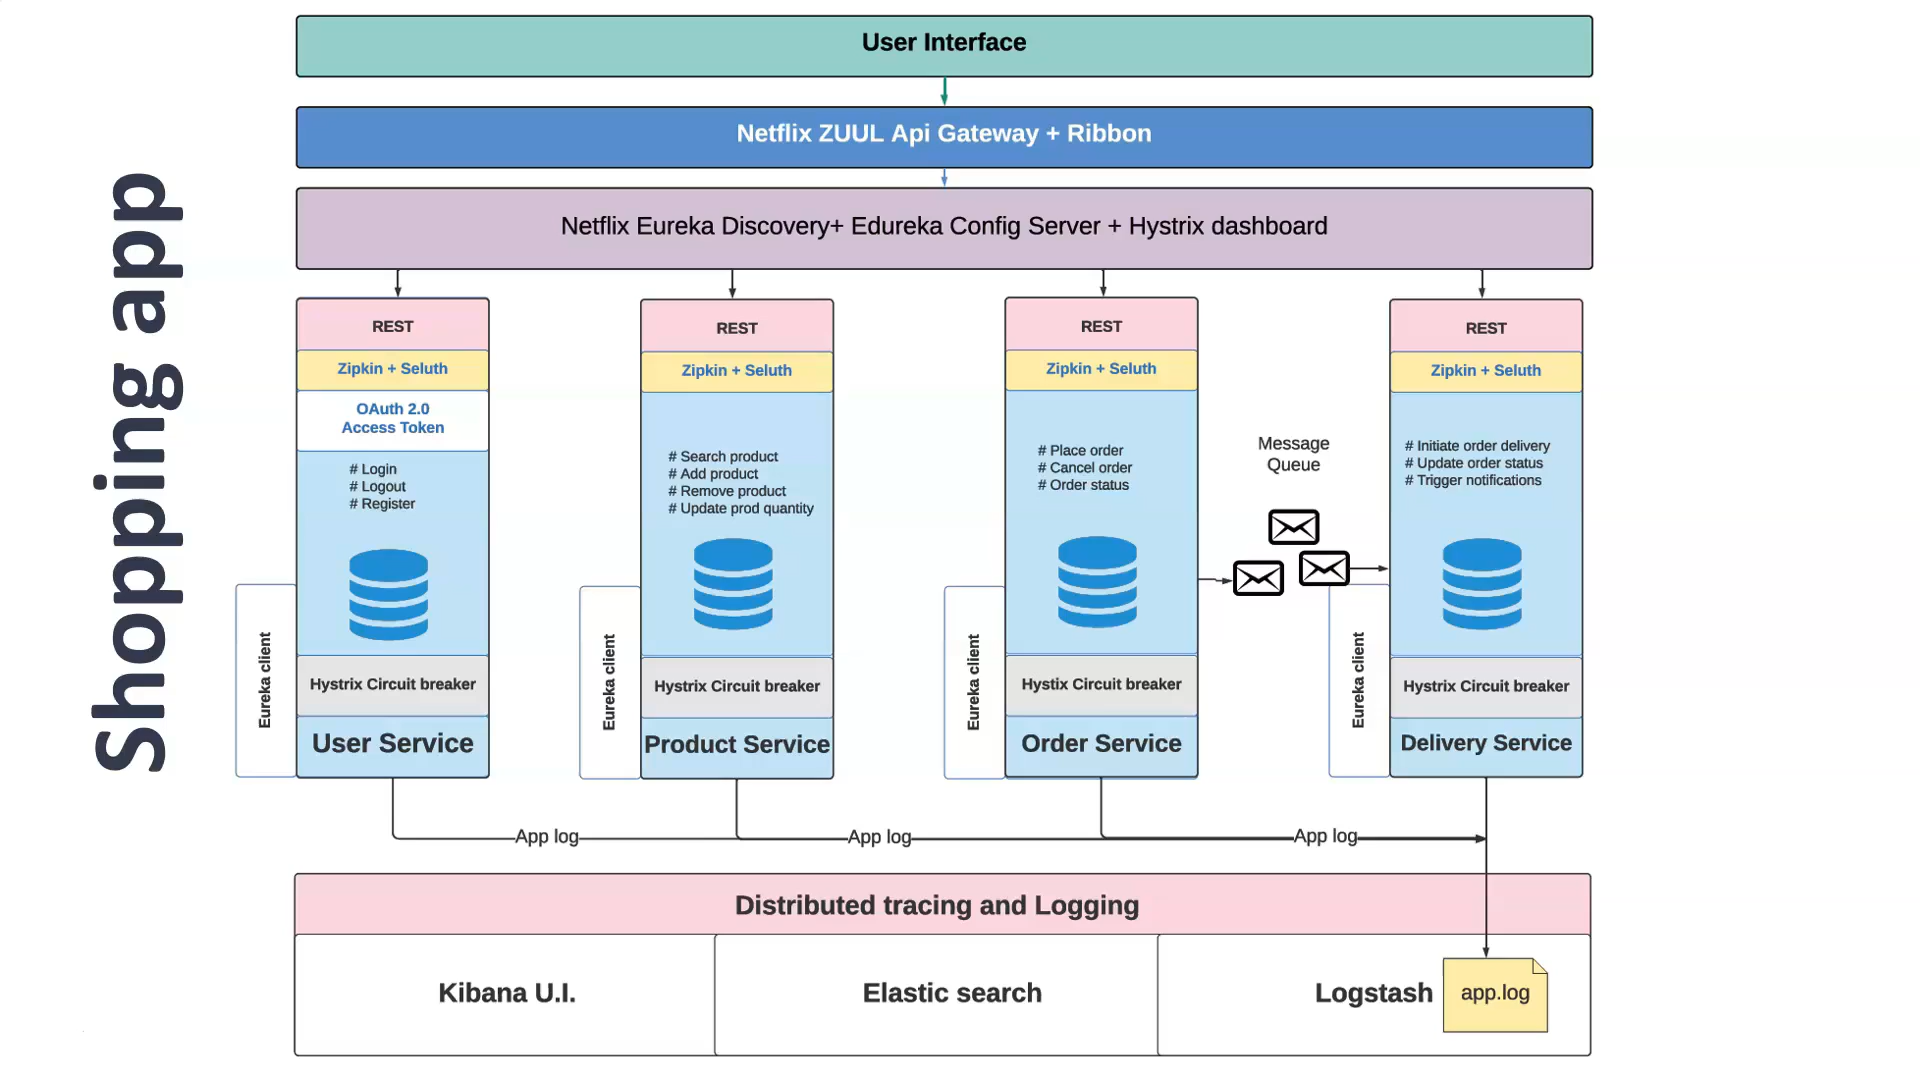 Shopping app
User Interface
Netflix ZUUL Api Gateway + Ribbon
Netflix Eureka Discovery+ Edureka Config Server + Hystrix dashboard
REST
Zipkin + Seluth
OAuth 2.0
Access Token
# Login
# Logout
# Register
Eureka client
Hystrix Circuit breaker
User Service
REST
Zipkin + Seluth
# Search product
# Add product
# Remove product
# Update prod quantity
Eureka client
Hystrix Circuit breaker
Product Service
REST
Zipkin + Seluth
# Place order
# Cancel order
# Order status
Eureka client
Hystix Circuit breaker
Order Service
Message
Queue
REST
Zipkin + Seluth
# Initiate order delivery
# Update order status
# Trigger notifications
Eureka client
Hystrix Circuit breaker
Delivery Service
App log
App log
App log
Distributed tracing and Logging
Kibana U.I.
Elastic search
Logstash
app.log